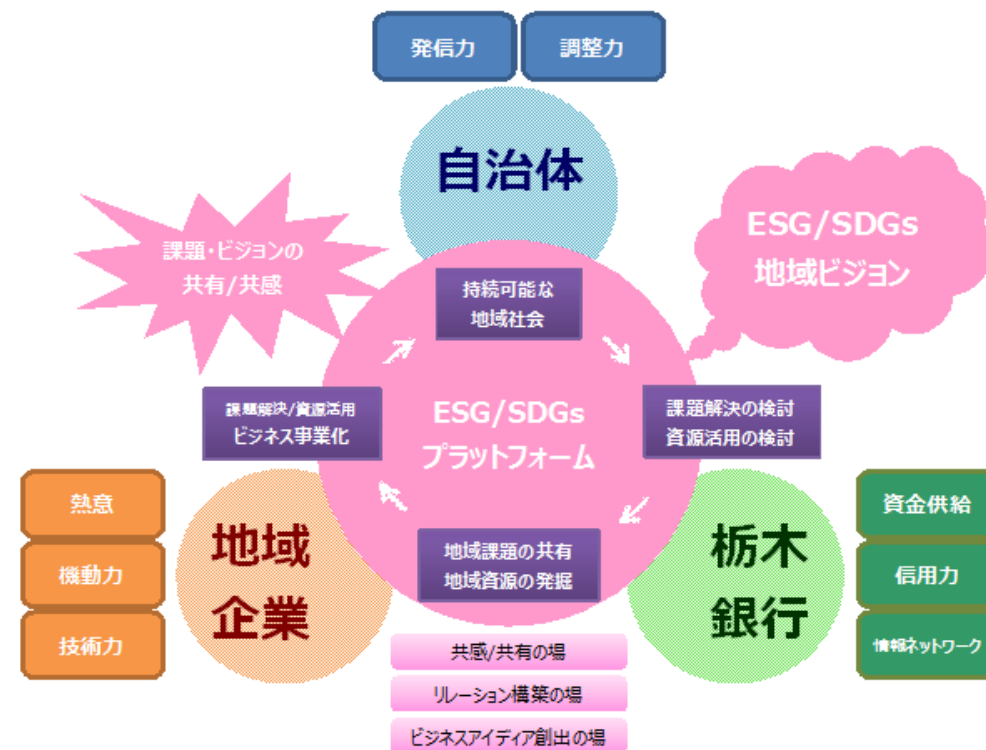 発信力
調整力
自治体
課題・ビジョンの
共有/共感
ESG/SDGs
地域ビジョン
持続可能な
地域社会
課題解決/資源活用
ビジネス事業化
ESG/SDGs
プラットフォーム
課題解決の検討
資源活用の検討
熱意
機動力
技術力
地域
企業
地域課題の共有
地域資源の発掘
栃木
銀行
資金供給
信用力
情報ネットワーク
共感/共有の場
リレーション構築の場
ビジネスアイディア創出の場